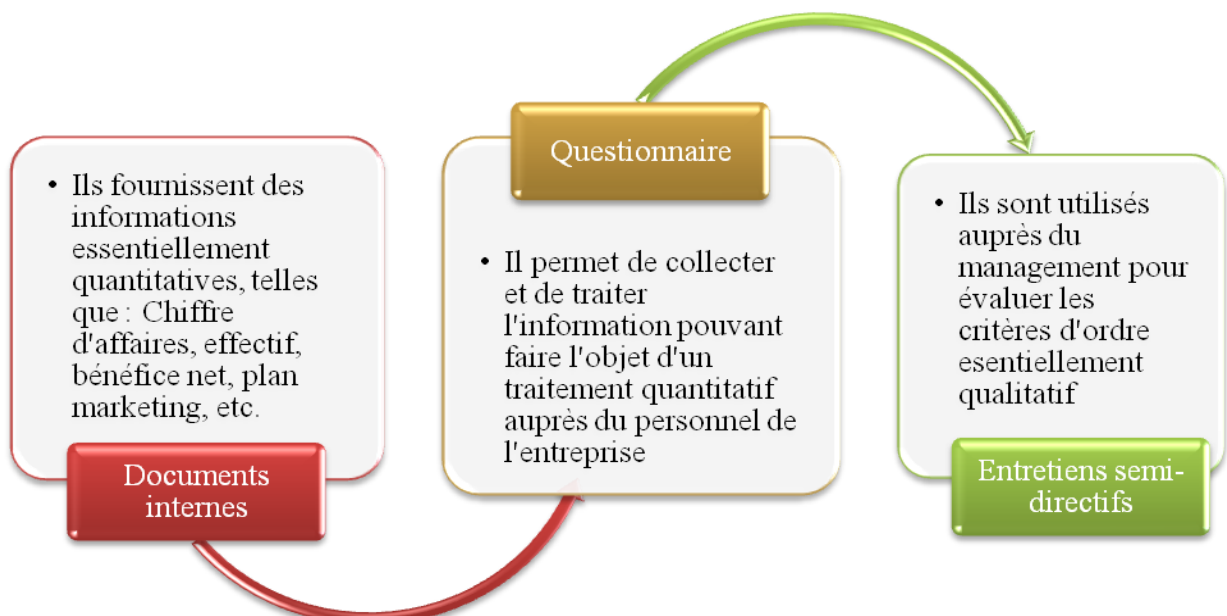 • Ils fournissent des
informations
essentiellement
quantitatives, telles
que : Chiffre
d'affaires, effectif,
bénéfice net, plan
marketing, etc.
Documents
internes
Questionnaire
• Il permet de collecter
et de traiter
l'information pouvant
faire l'objet d'un
traitement quantitatif
auprès du personnel de
l'entreprise
• Ils sont utilisés
auprès du
management pour
évaluer les
critères d'ordre
esentiellement
qualitatif
Entretiens semi-
directifs